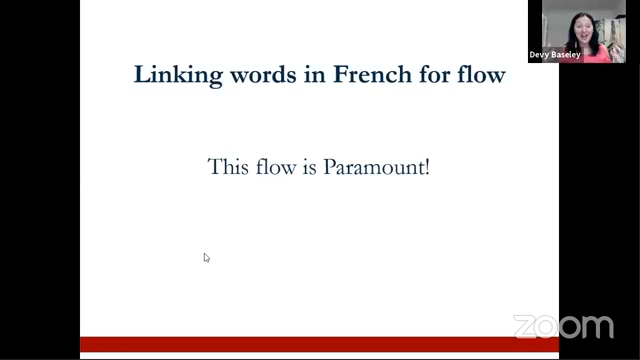 Devy Baseley
Linking words in French for flow
This flow is Paramount!
zoom